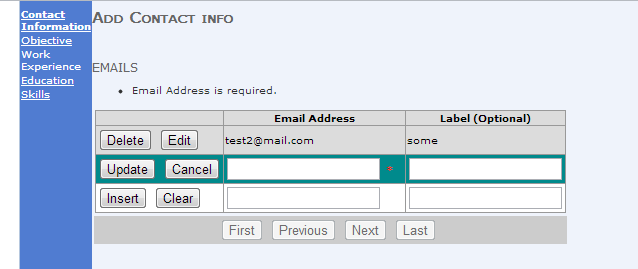 Contact
Information
Objective
Work
Experience
Education
Skills
Add Contact info
EMAILS
• Email Address is required.
Email Address Label (Optional)
Delete Edit test2@mail.com some
Update Cancel *
Insert Clear
First Previous Next Last